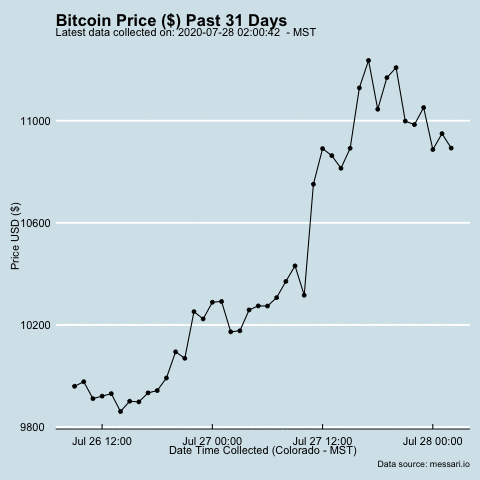 Bitcoin Price ($) Past 31 Days
Latest data collected on: 2020-07-28 02:00:42 - MST
11000
10600
10200
9800
Price USD ($)
Jul 26 12:00 Jul 27 00:00 Jul 27 12:00 Jul 28 00:00
Date Time Collected (Colorado - MST)
Data source: messari.io